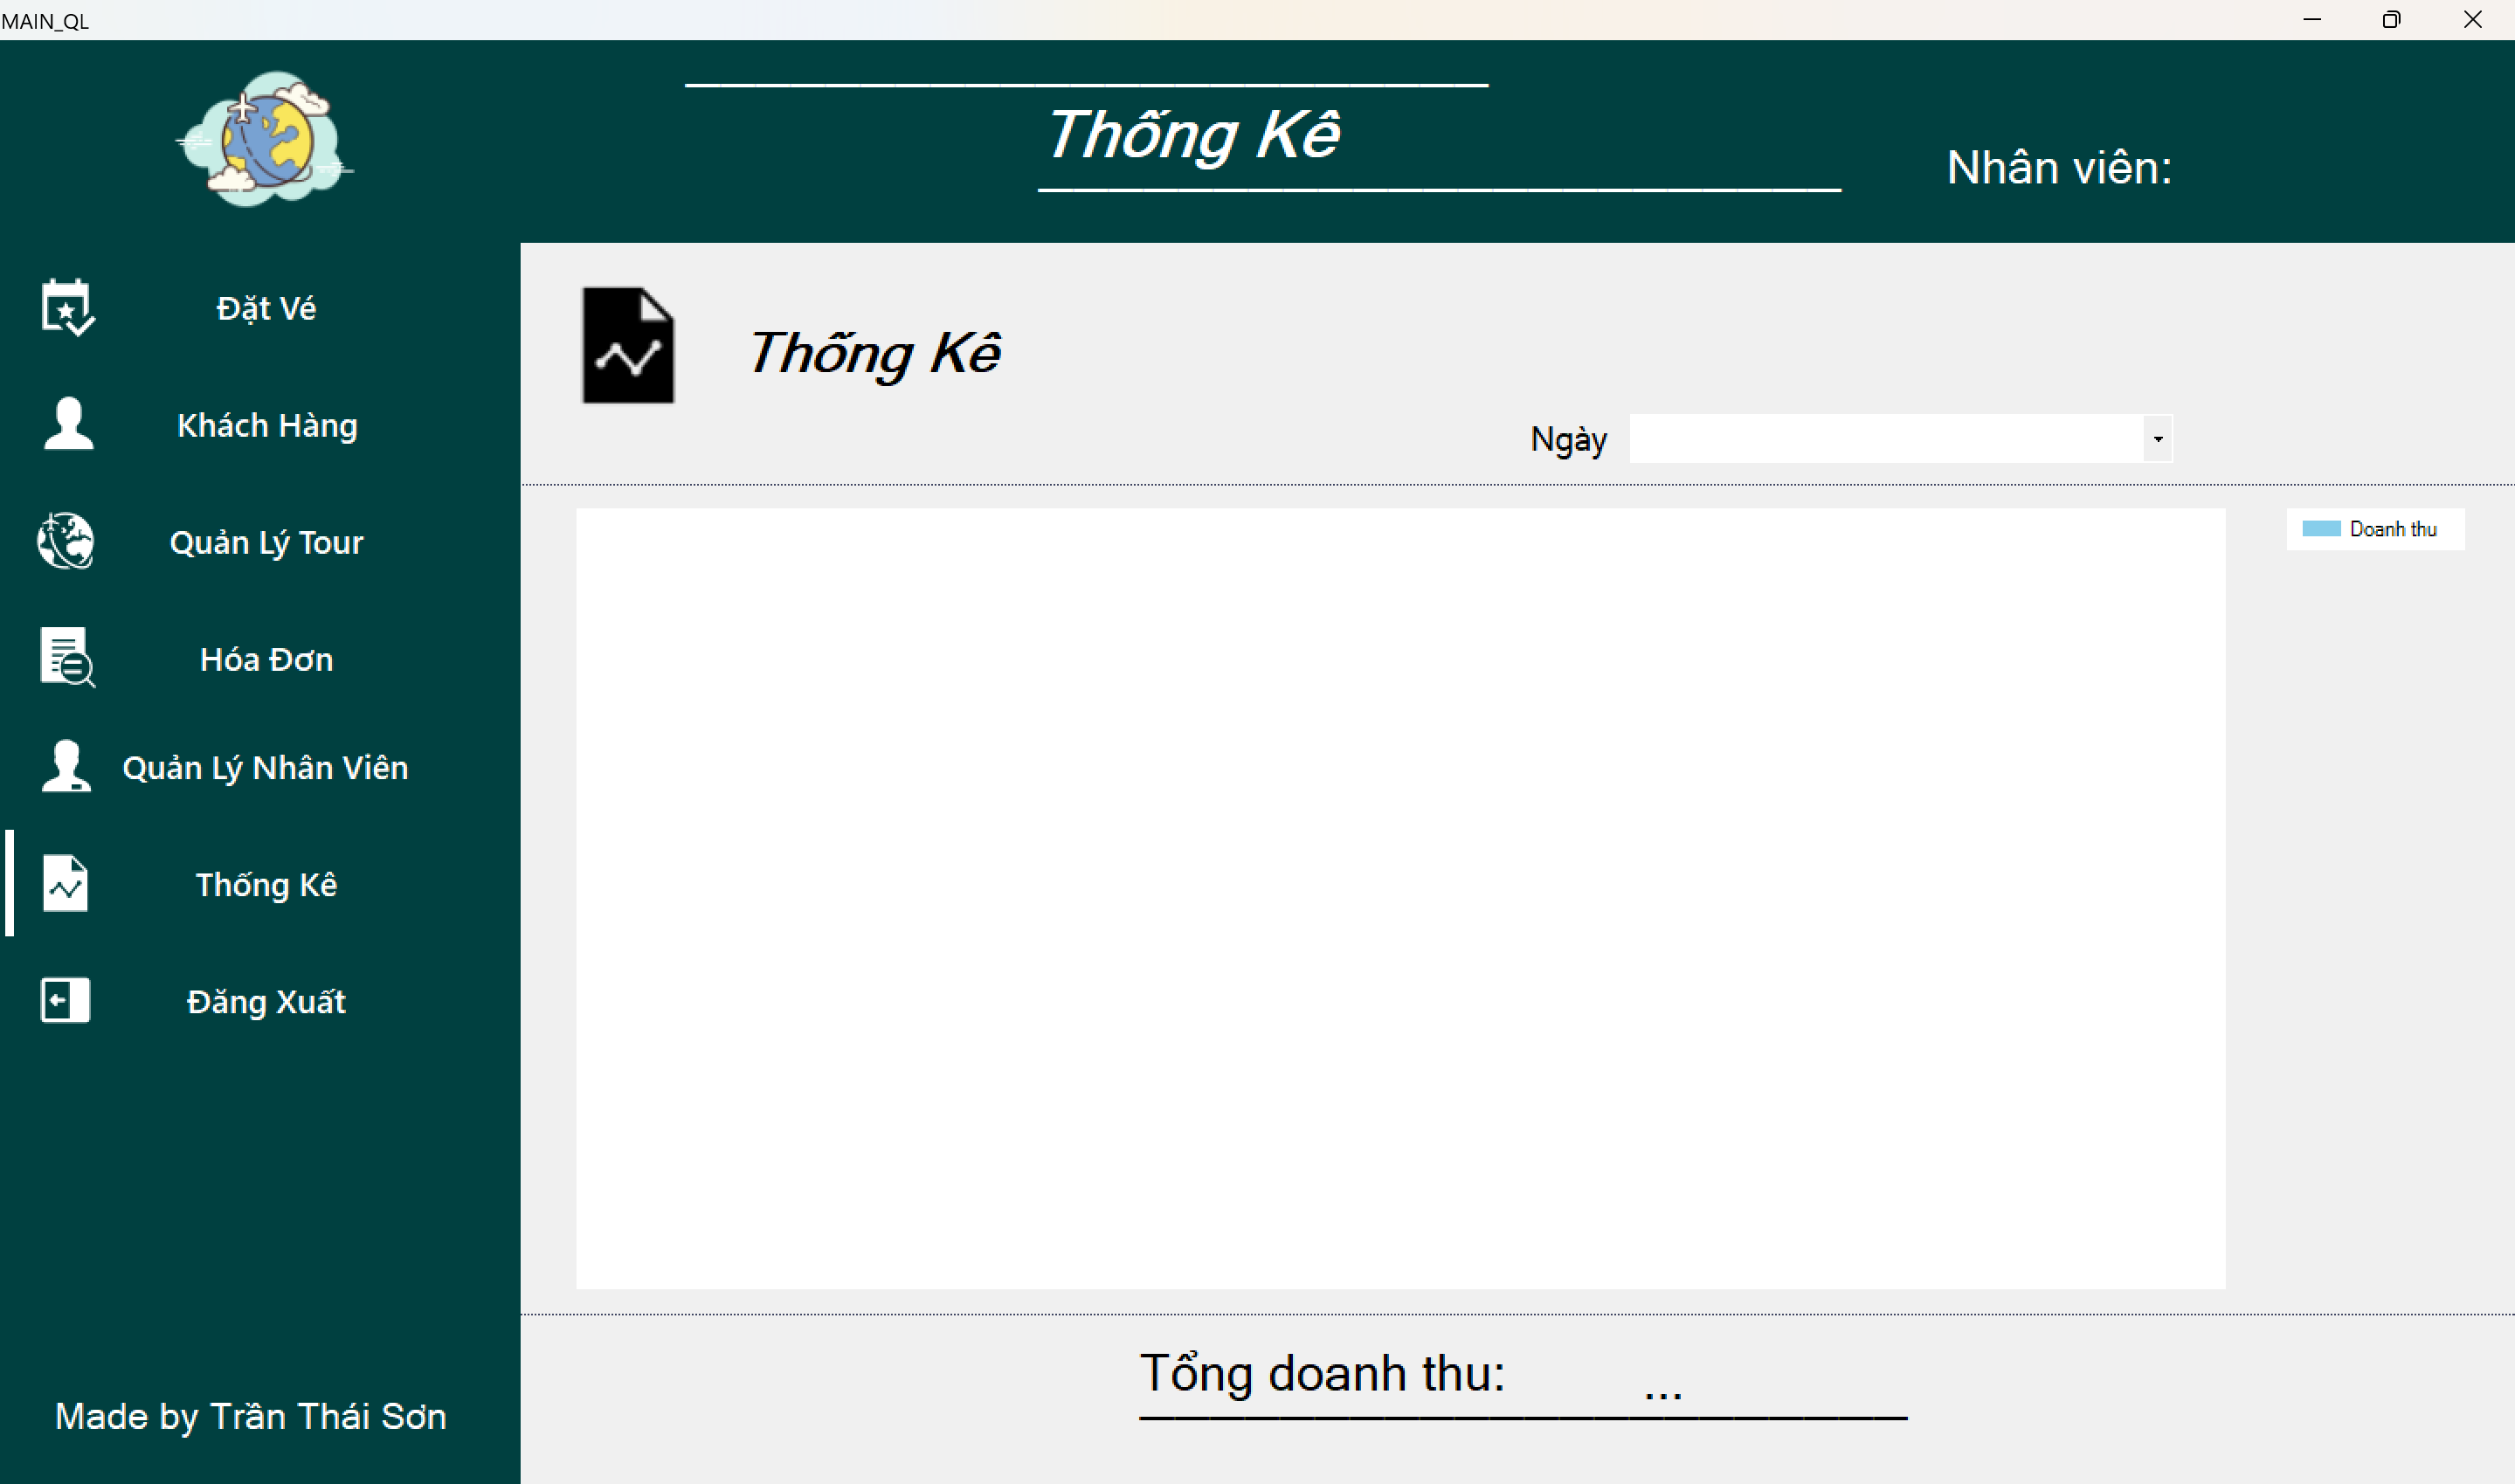 MAIN_QL
Thống Kê
Nhân viên:
Đặt Vé
Khách Hàng
Quản Lý Tour
Hóa Đơn
Quản Lý Nhân Viên
Thống Kê
Đăng Xuất
Made by Trần Thái Sơn
Thống Kê
Ngày
Doanh thu
Tổng doanh thu: ...